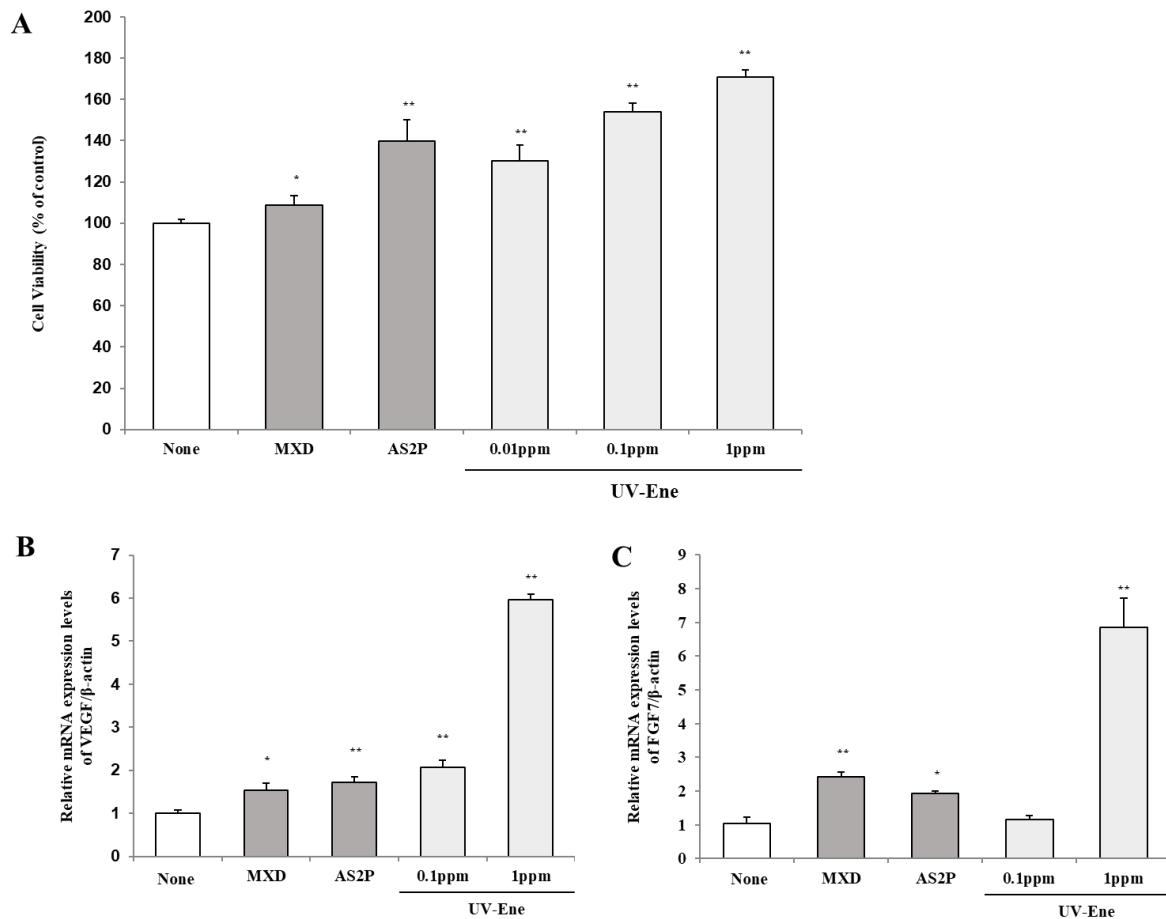 A
Cell Viability (% of control)
200
180
160
140
120
100
80
60
40
20
0
*
**
**
**
**
None MXD AS2P 0.01ppm 0.1ppm 1ppm
UV-Ene
B
Relative mRNA expression levels
of VEGF/β-actin
7
6
5
4
3
2
1
0
*
**
**
**
None MXD AS2P 0.1ppm 1ppm
UV-Ene
C
Relative mRNA expression levels
of FGF7/β-actin
9
8
7
6
5
4
3
2
1
0
**
*
**
None MXD AS2P 0.1ppm 1ppm
UV-Ene